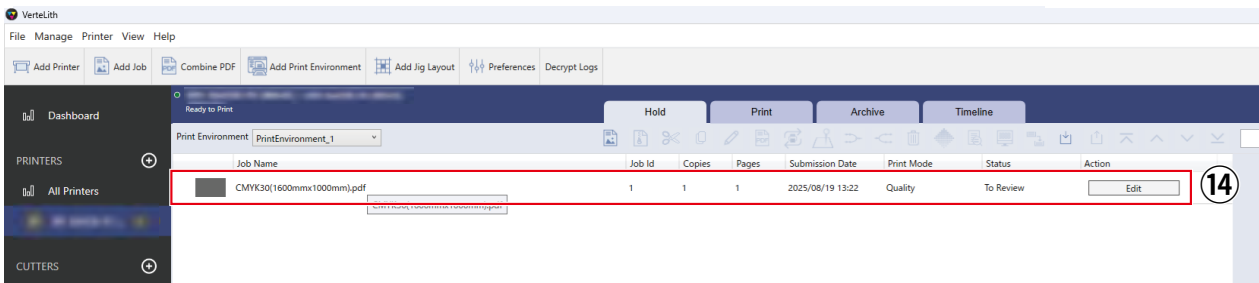 VerteLith
File Manage Printer View Help
Add Printer Add Job Combine PDF Add Print Environment Add Jig Layout Preferences Decrypt Logs
Ready to Print
Dashboard
Hold Print Archive Timeline
Print Environment PrintEnvironment_1
PRINTERS
Job Name Job Id Copies Pages Submission Date Print Mode Status Action
All Printers
CMYK30(1600mmx1000mm).pdf 1 1 1 2025/08/19 13:22 Quality To Review Edit
⑭
CMYK30(1600mmx1000mm).pdf
CUTTERS